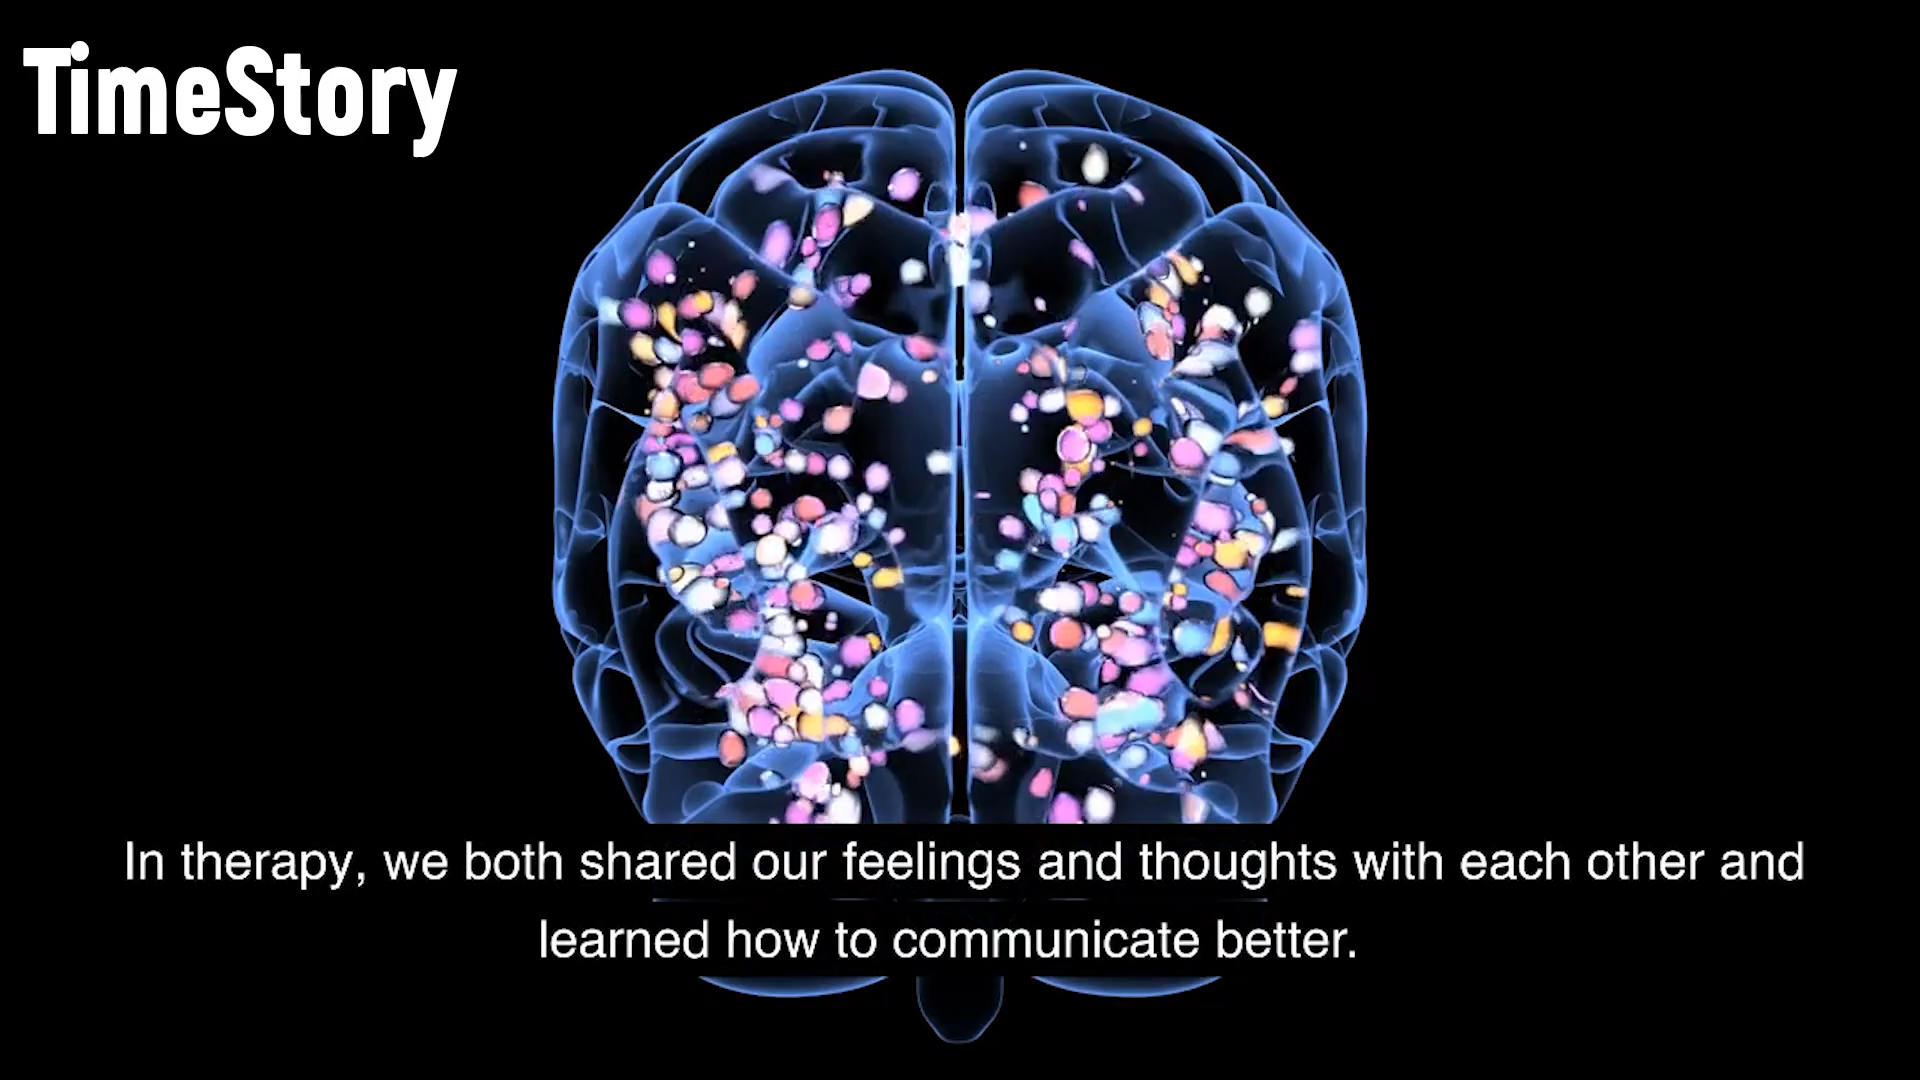 TimeStory
In therapy, we both shared our feelings and thoughts with each other and
learned how to communicate better.